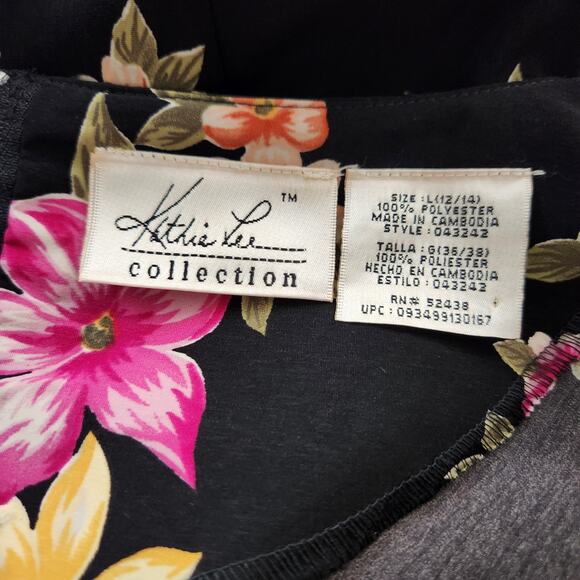 Kathie Lee ™
collection
SIZE : L(12/14)
100% POLYESTER
MADE IN CAMBODIA
STYLE : 043242
TALLA : G(36/38)
100% POLIESTER
HECHO EN CAMBODIA
ESTILO : 043242
RN# 52438
UPC : 093499130167